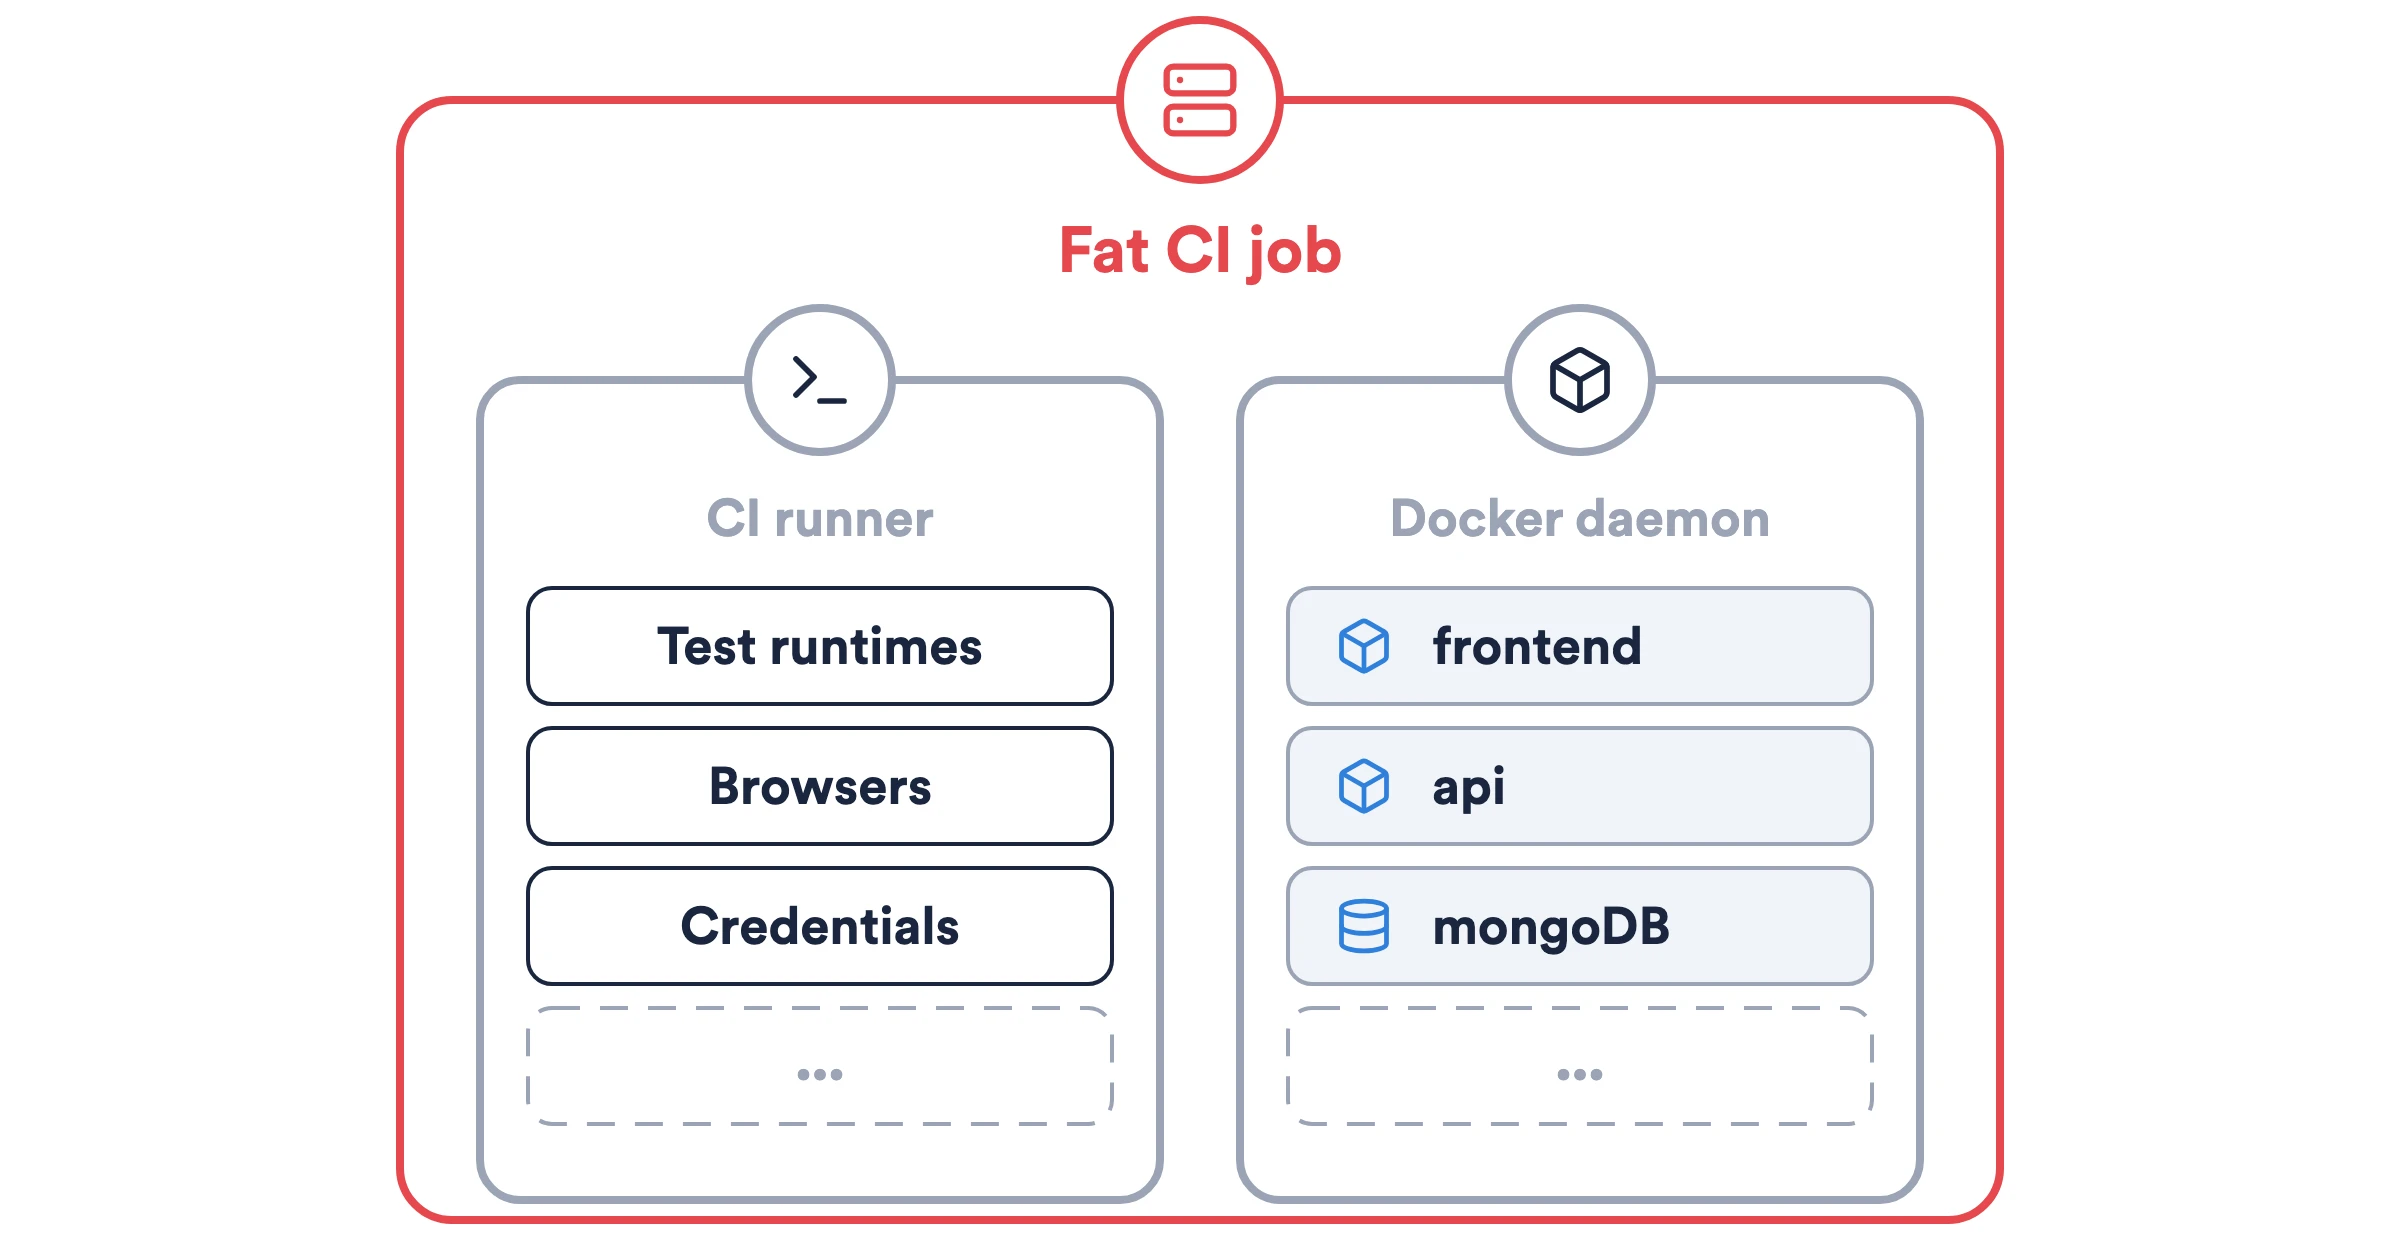 Fat CI job
CI runner
Test runtimes
Browsers
Credentials
...
Docker daemon
frontend
api
mongoDB
...